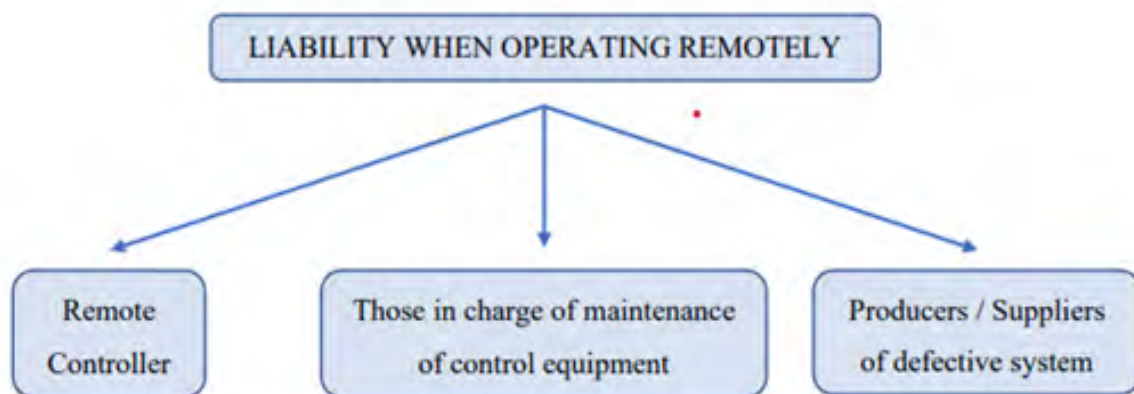 LIABILITY WHEN OPERATING REMOTELY
Remote
Controller
Those in charge of maintenance
of control equipment
Producers / Suppliers
of defective system